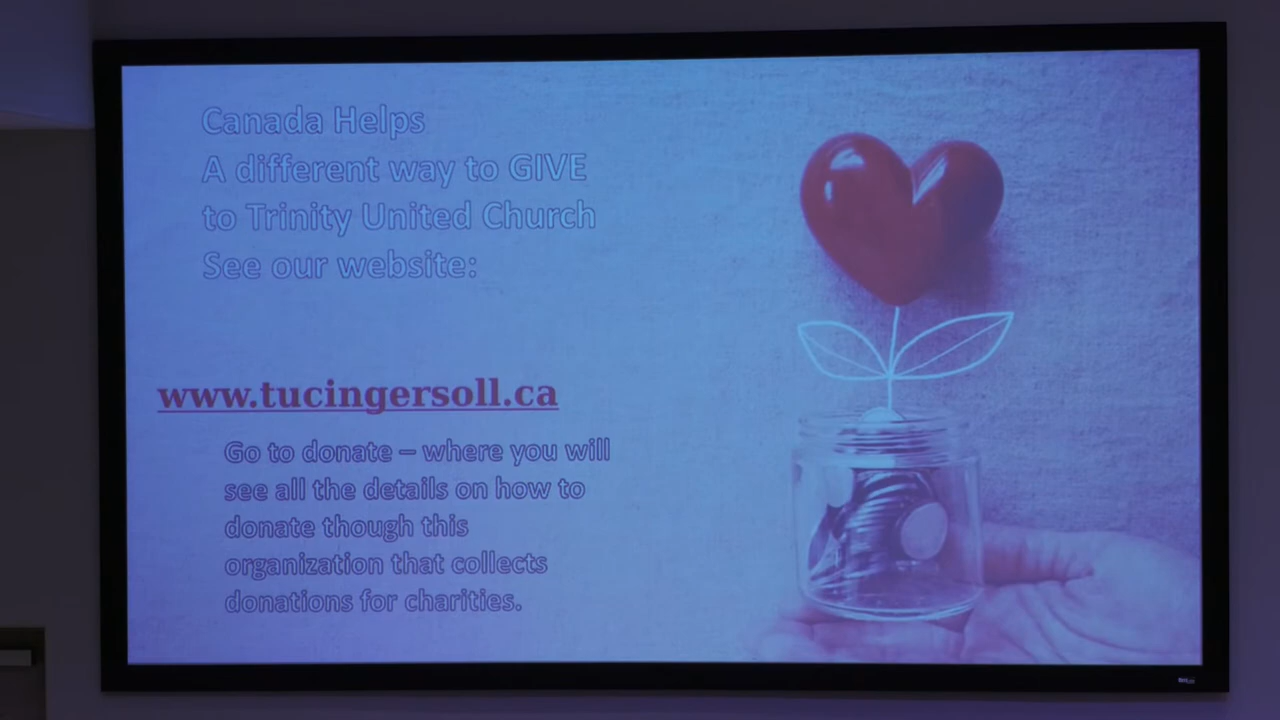 Canada Helps
A different way to GIVE
to Trinity United Church
See our website:
www.tucingersoll.ca
Go to donate – where you will
see all the details on how to
donate though this
organization that collects
donations for charities.